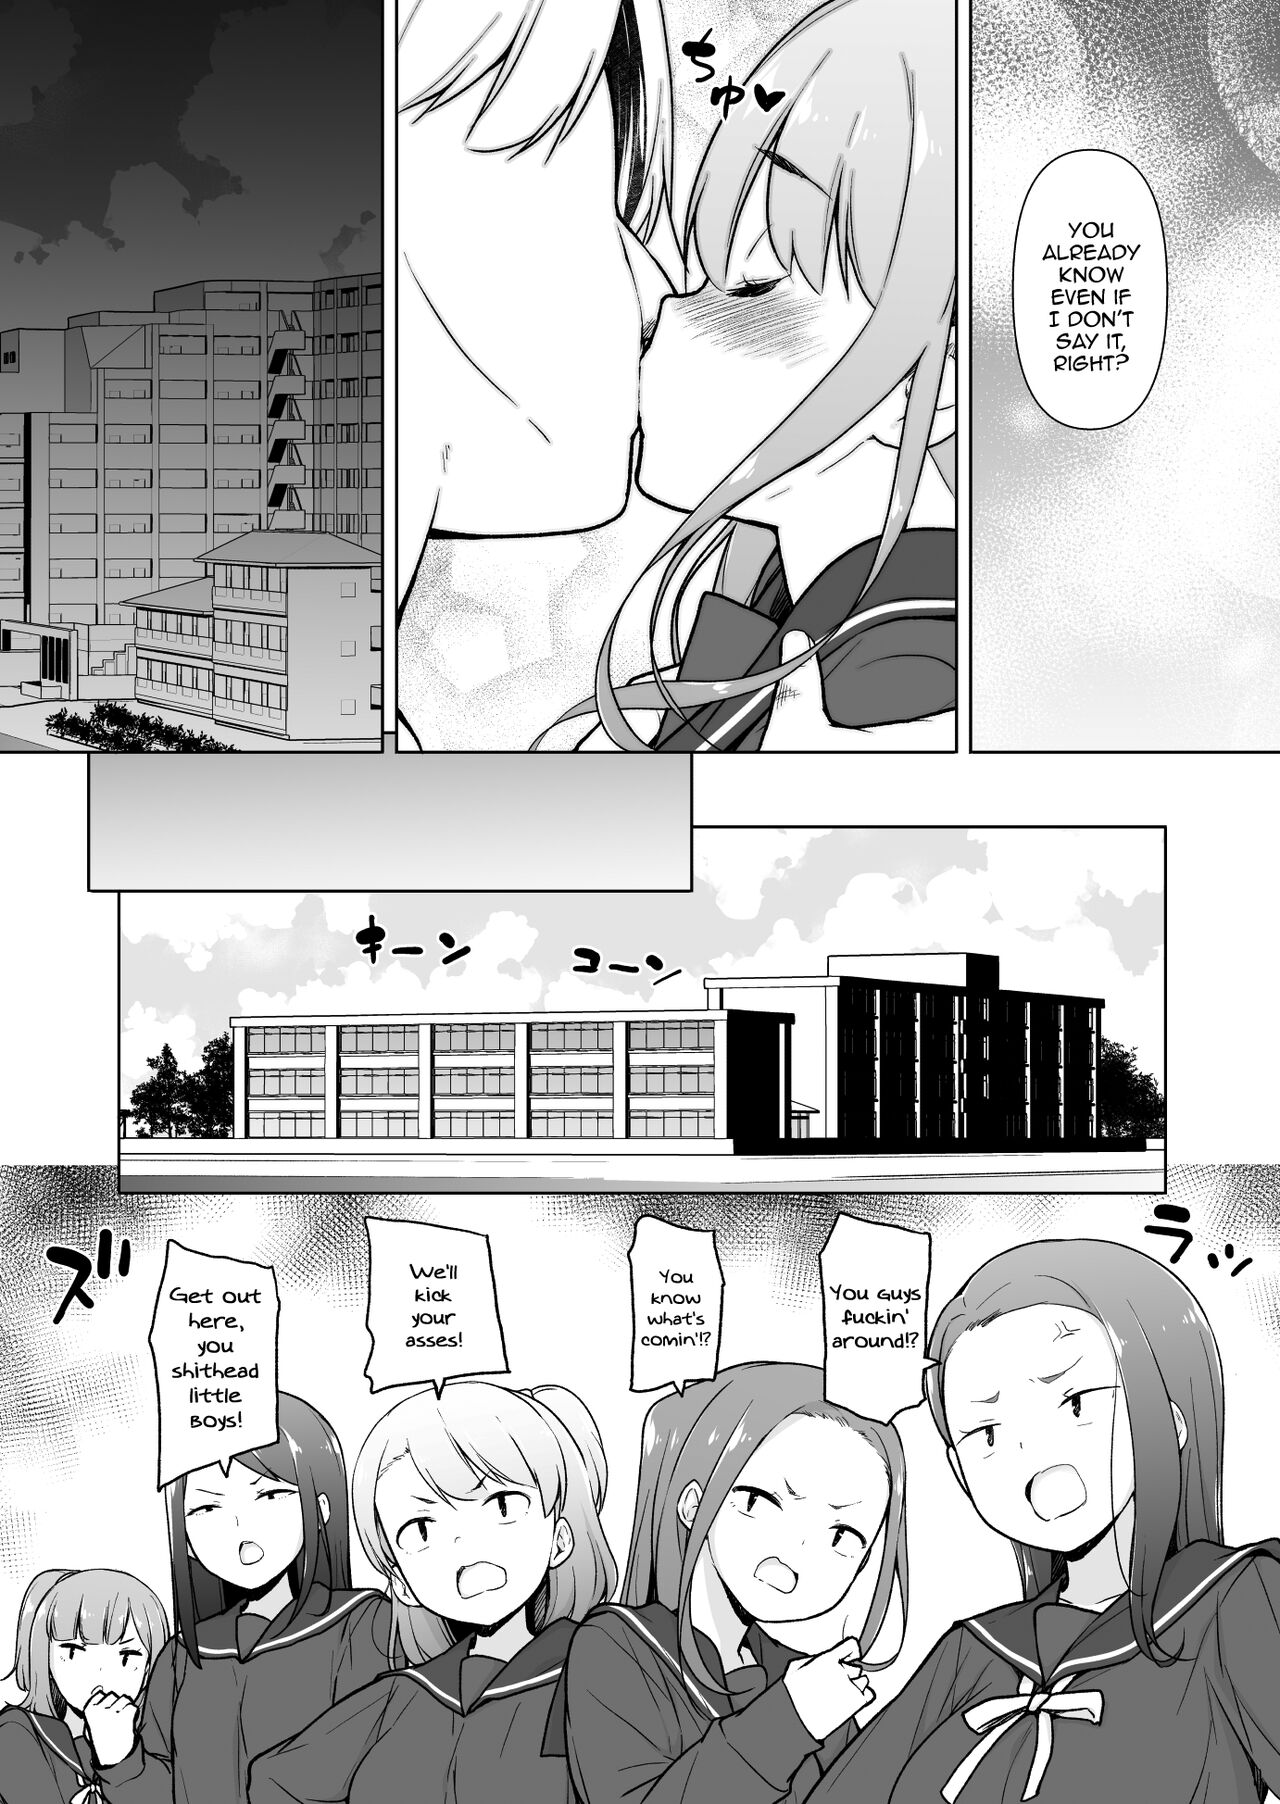 YOU
ALREADY
KNOW
EVEN IF
I DON'T
SAY IT,
RIGHT?
ちゅ♥
キーン
コーン
ラッ
ズ
You guys
fuckin'
around!?
You
know
what's
comin'!?
We'll
kick
your
asses!
Get out
here,
you
shithead
little
Boys!